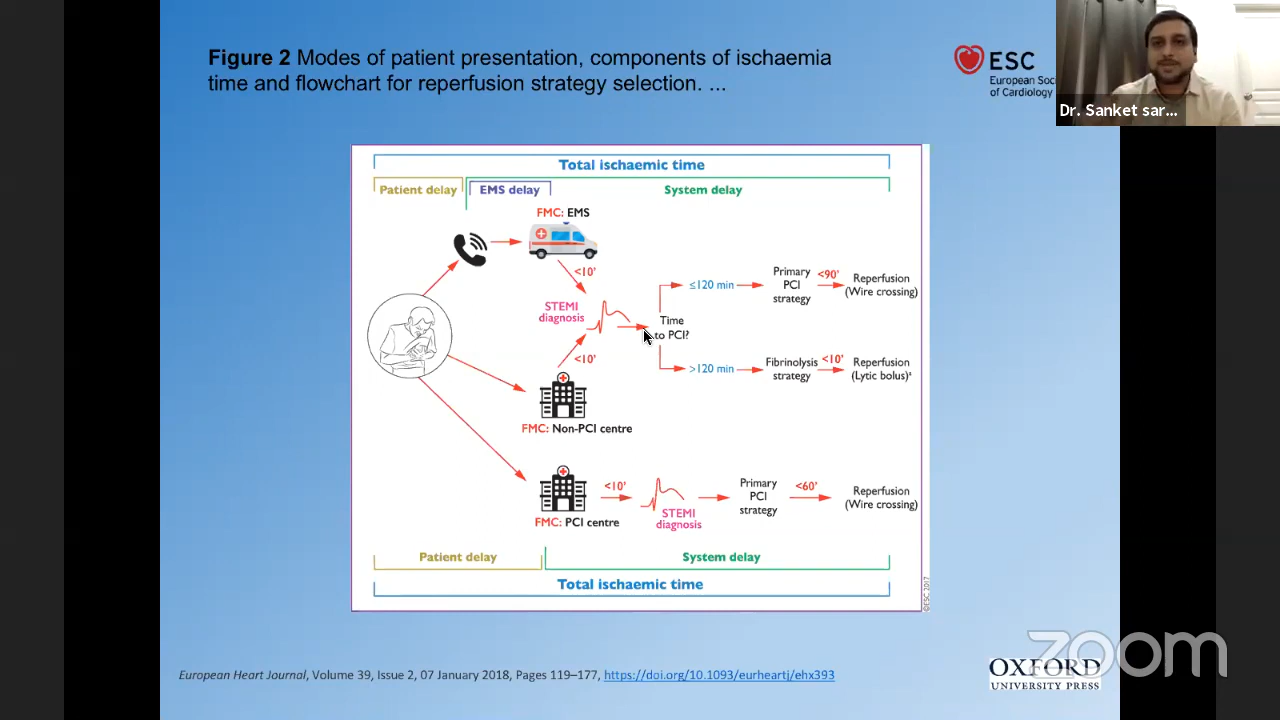 Figure 2 Modes of patient presentation, components of ischaemia
time and flowchart for reperfusion strategy selection. ...
ESC
European Soc
of Cardiology
Dr. Sanket sar...
Total ischaemic time
Patient delay
EMS delay
System delay
FMC: EMS
<10'
STEMI
diagnosis
<10'
Time
to PCI?
≤120 min
Primary
PCI
strategy
<90'
Reperfusion
(Wire crossing)
>120 min
Fibrinolysis
strategy
<10'
Reperfusion
(Lytic bolus)ª
FMC: Non-PCI centre
FMC: PCI centre
<10'
STEMI
diagnosis
Primary
PCI
strategy
<60'
Reperfusion
(Wire crossing)
Patient delay
System delay
Total ischaemic time
©ESC 2017
European Heart Journal, Volume 39, Issue 2, 07 January 2018, Pages 119–177, https://doi.org/10.1093/eurheartj/ehx393
OXFORD
UNIVERSITY PRESS
zoom